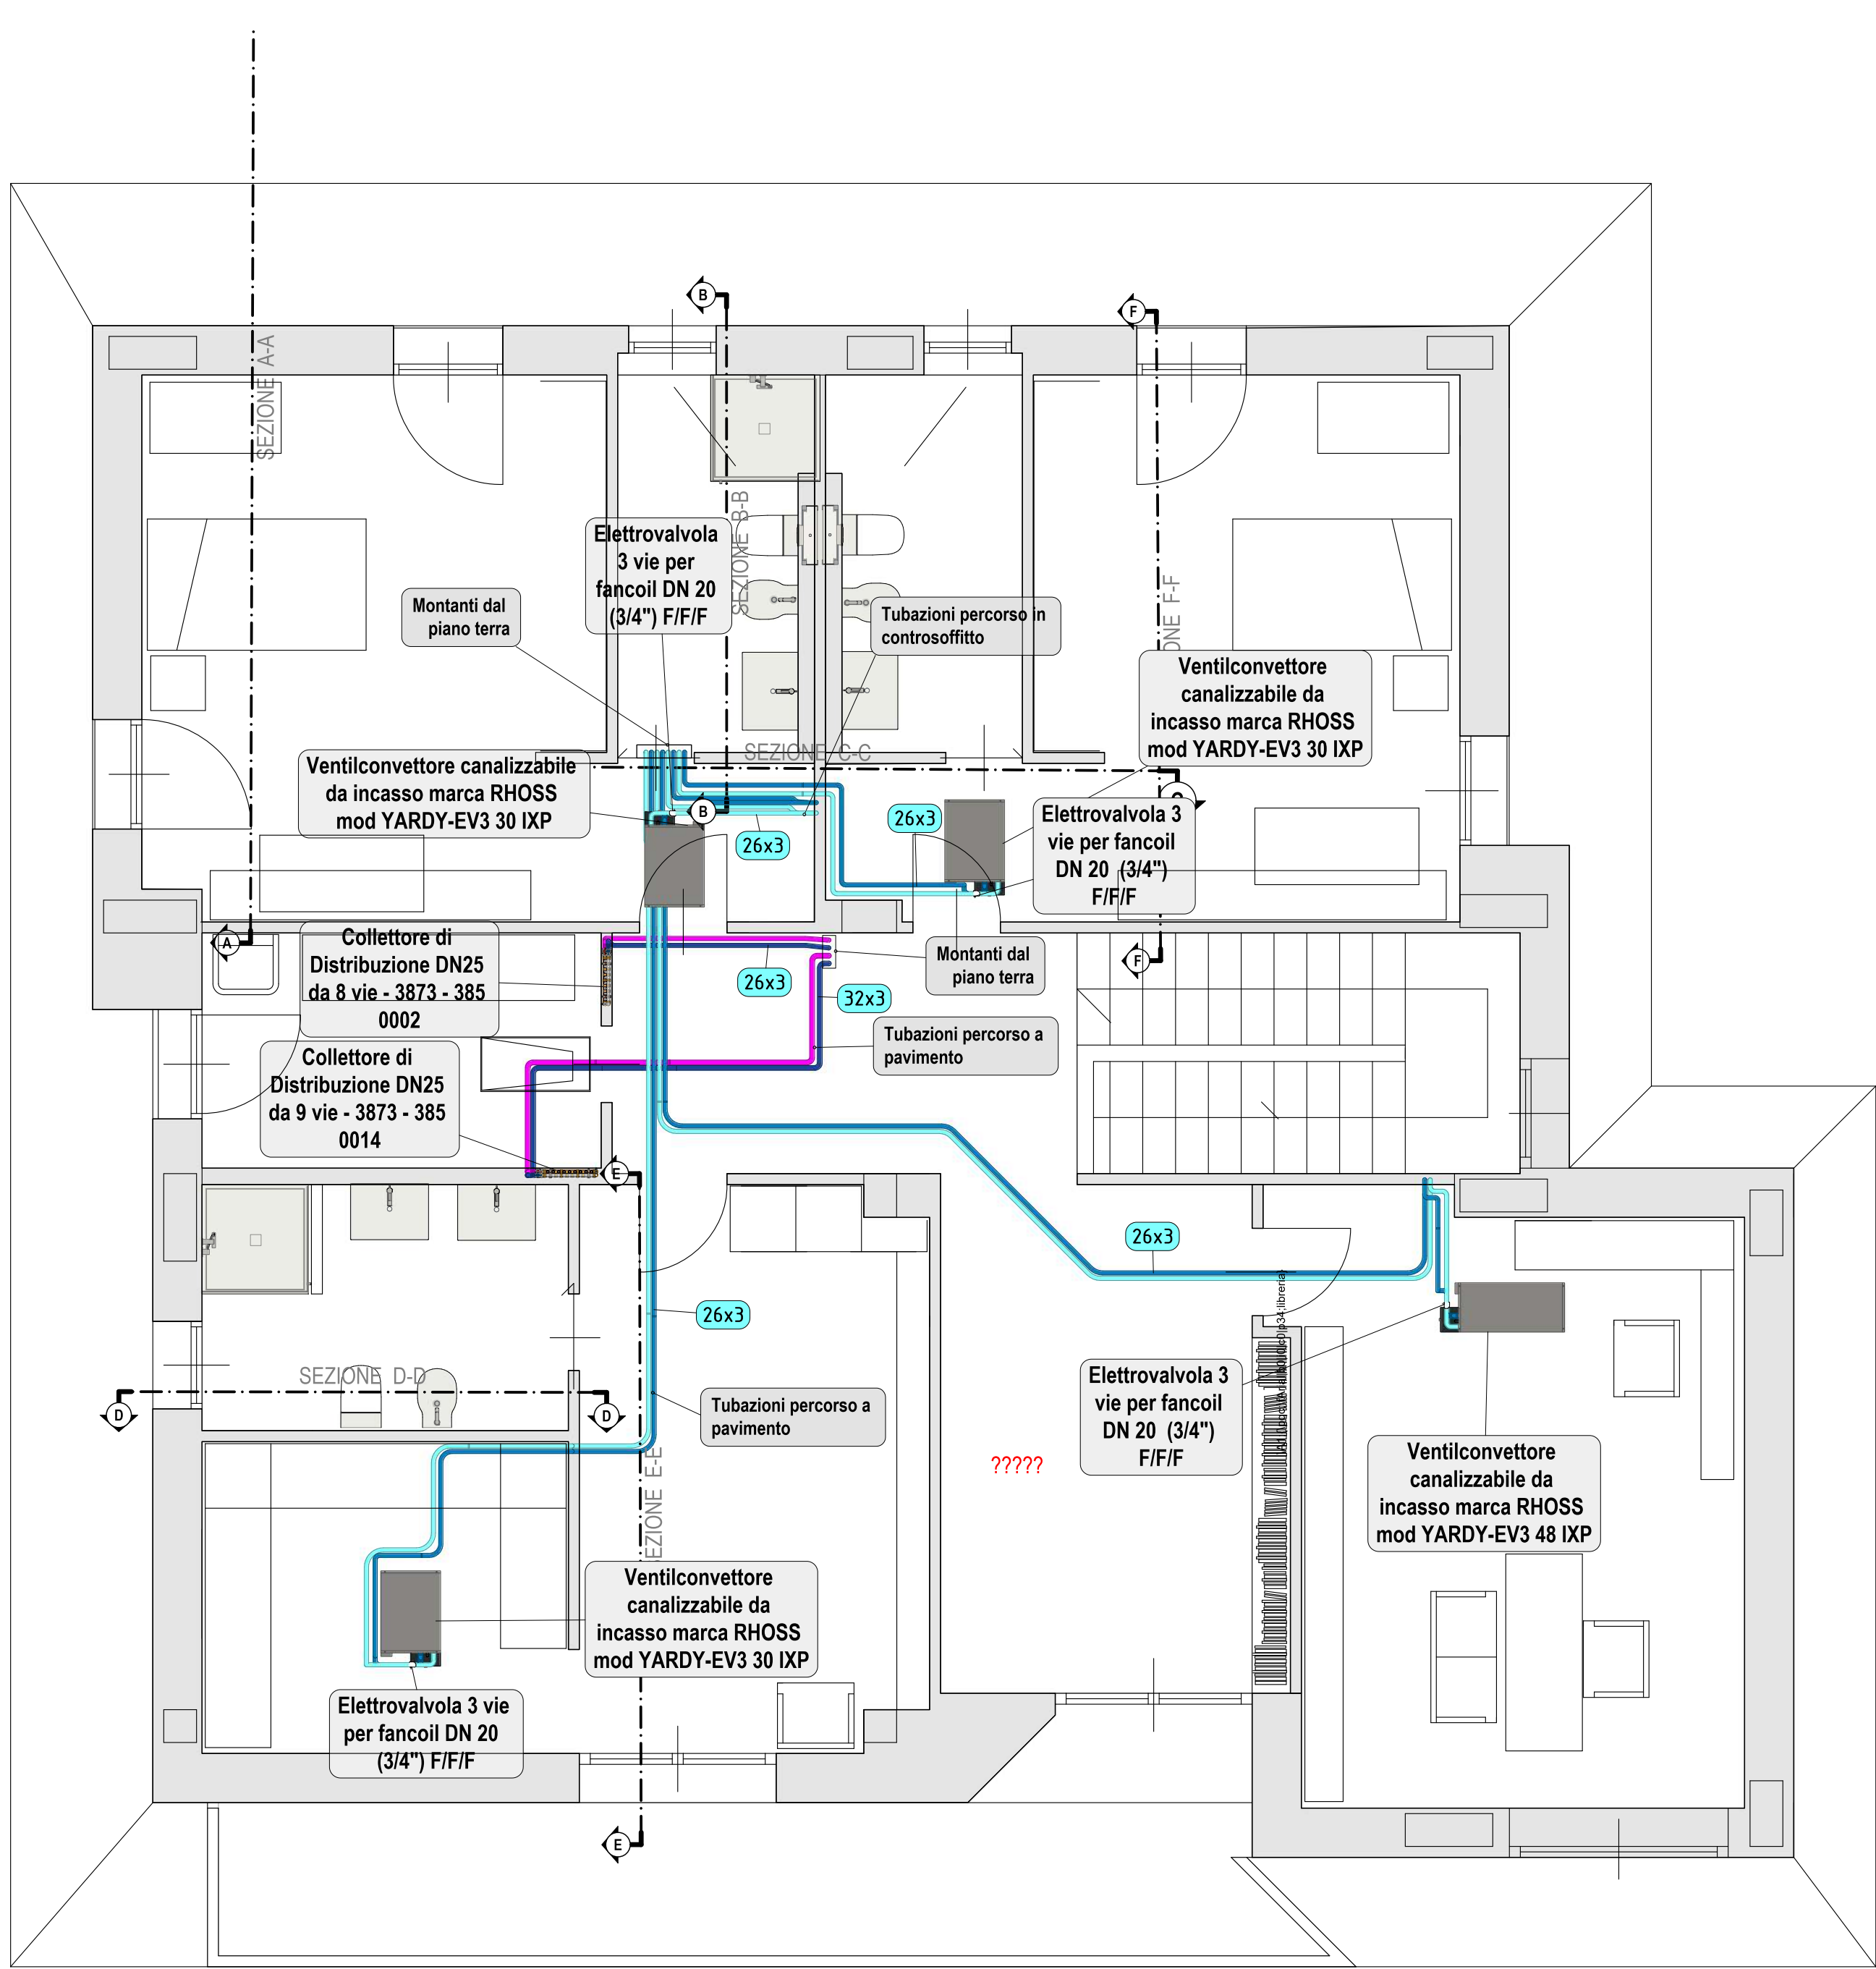 B
F
SEZIONE A-A
SEZIONE B-B
Elettrovalvola
3 vie per
fancoil DN 20
(3/4") F/F/F
Montanti dal
piano terra
Tubazioni percorso in
controsoffitto
ONE F-F
Ventilconvettore
canalizzabile da
incasso marca RHOSS
mod YARDY-EV3 30 IXP
SEZIONE C-C
Ventilconvettore canalizzabile
da incasso marca RHOSS
mod YARDY-EV3 30 IXP
B
26x3
26x3
Elettrovalvola 3
vie per fancoil
DN 20 (3/4")
F/F/F
A
Collettore di
Distribuzione DN25
da 8 vie - 3873 - 385
0002
26x3
32x3
Montanti dal
piano terra
F
Tubazioni percorso a
pavimento
Collettore di
Distribuzione DN25
da 9 vie - 3873 - 385
0014
E
26x3
26x3
SEZIONE D-D
D
D
Tubazioni percorso a
pavimento
SEZIONE E-E
?????
Elettrovalvola 3
vie per fancoil
DN 20 (3/4")
F/F/F
Ventilconvettore
canalizzabile da
incasso marca RHOSS
mod YARDY-EV3 48 IXP
Ventilconvettore
canalizzabile da
incasso marca RHOSS
mod YARDY-EV3 30 IXP
Elettrovalvola 3 vie
per fancoil DN 20
(3/4") F/F/F
E